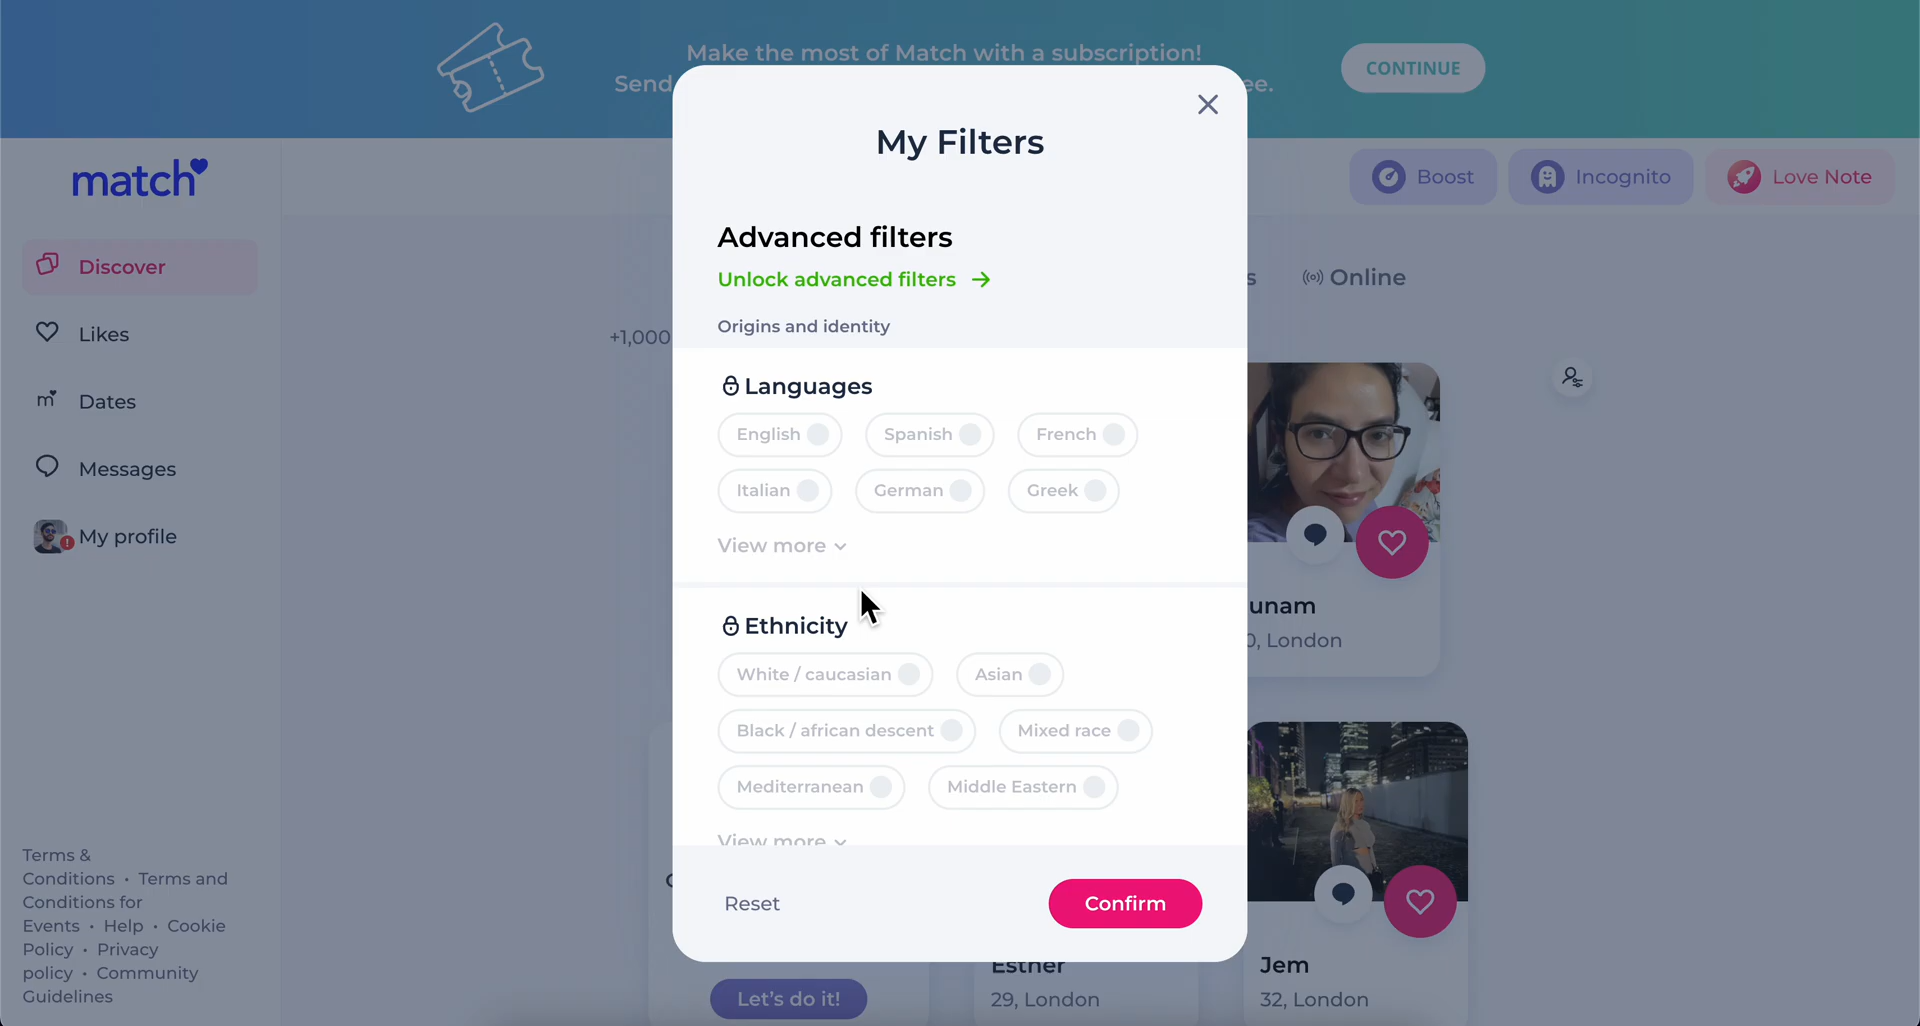 Make the most of Match with a subscription!
Send
ee.
CONTINUE
match
Boost
Incognito
Love Note
Discover
Likes
Dates
Messages
My profile
!
Terms &
Conditions • Terms and
Conditions for
Events • Help • Cookie
Policy • Privacy
policy • Community
Guidelines
+1,000
s
Online
My Filters
Advanced filters
Unlock advanced filters →
Origins and identity
Languages
English
Spanish
French
Italian
German
Greek
View more
Ethnicity
White / caucasian
Asian
Black / african descent
Mixed race
Mediterranean
Middle Eastern
View more
Reset
Confirm
unam
0, London
Let's do it!
Esther
29, London
Jem
32, London